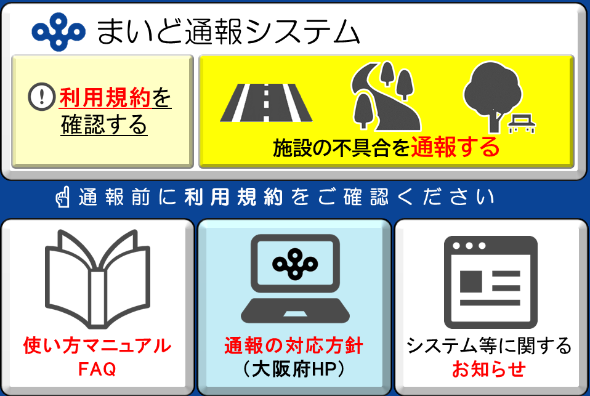 まいど通報システム
!
利用規約を
確認する
施設の不具合を通報する
☝通報前に利用規約をご確認ください
使い方マニュアル
FAQ
通報の対応方針
（大阪府HP）
システム等に関する
お知らせ